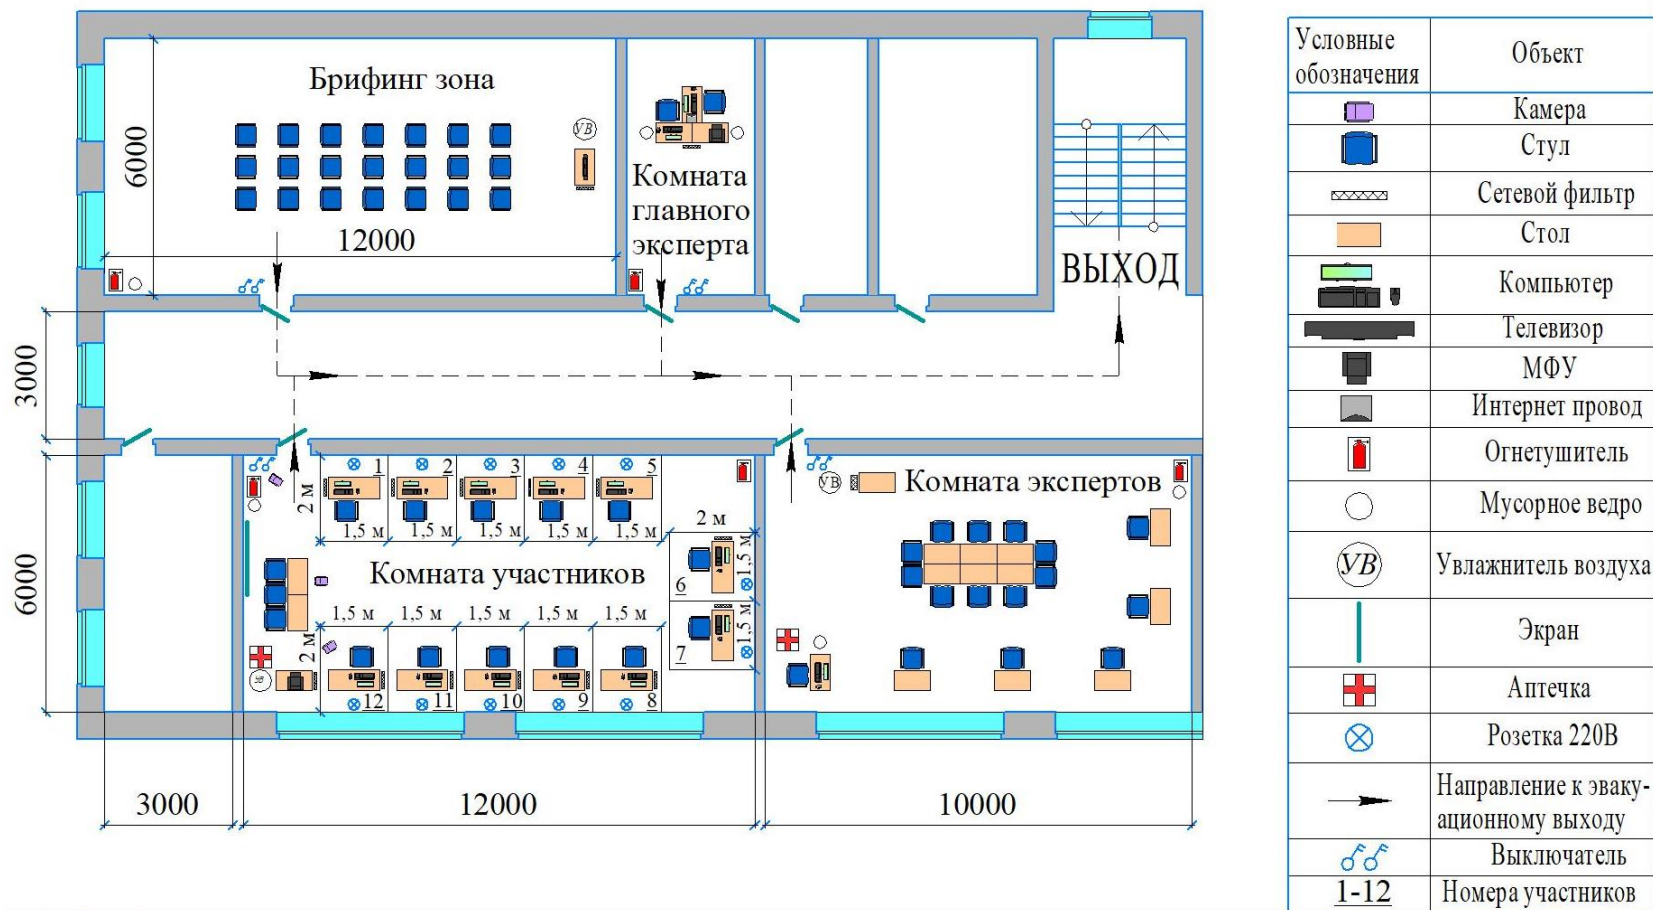 Брифинг зона
УВ
6000
12000
Комната
главного
эксперта
ВЫХОД
3000
6000
1
2
3
4
5
2 м
1,5 м
1,5 м
1,5 м
1,5 м
1,5 м
2 м
1,5 м
6
Комната участников
1,5 м
1,5 м
1,5 м
1,5 м
1,5 м
1,5 м
7
2 м
УВ
12
11
10
9
8
УВ
Комната экспертов
3000
12000
10000
Условные
обозначения
Объект
Камера
Стул
Сетевой фильтр
Стол
Компьютер
Телевизор
МФУ
Интернет провод
Огнетушитель
Мусорное ведро
УВ
Увлажнитель воздуха
Экран
Аптечка
Розетка 220В
Направление к эваку-
ационному выходу
Выключатель
1-12
Номера участников